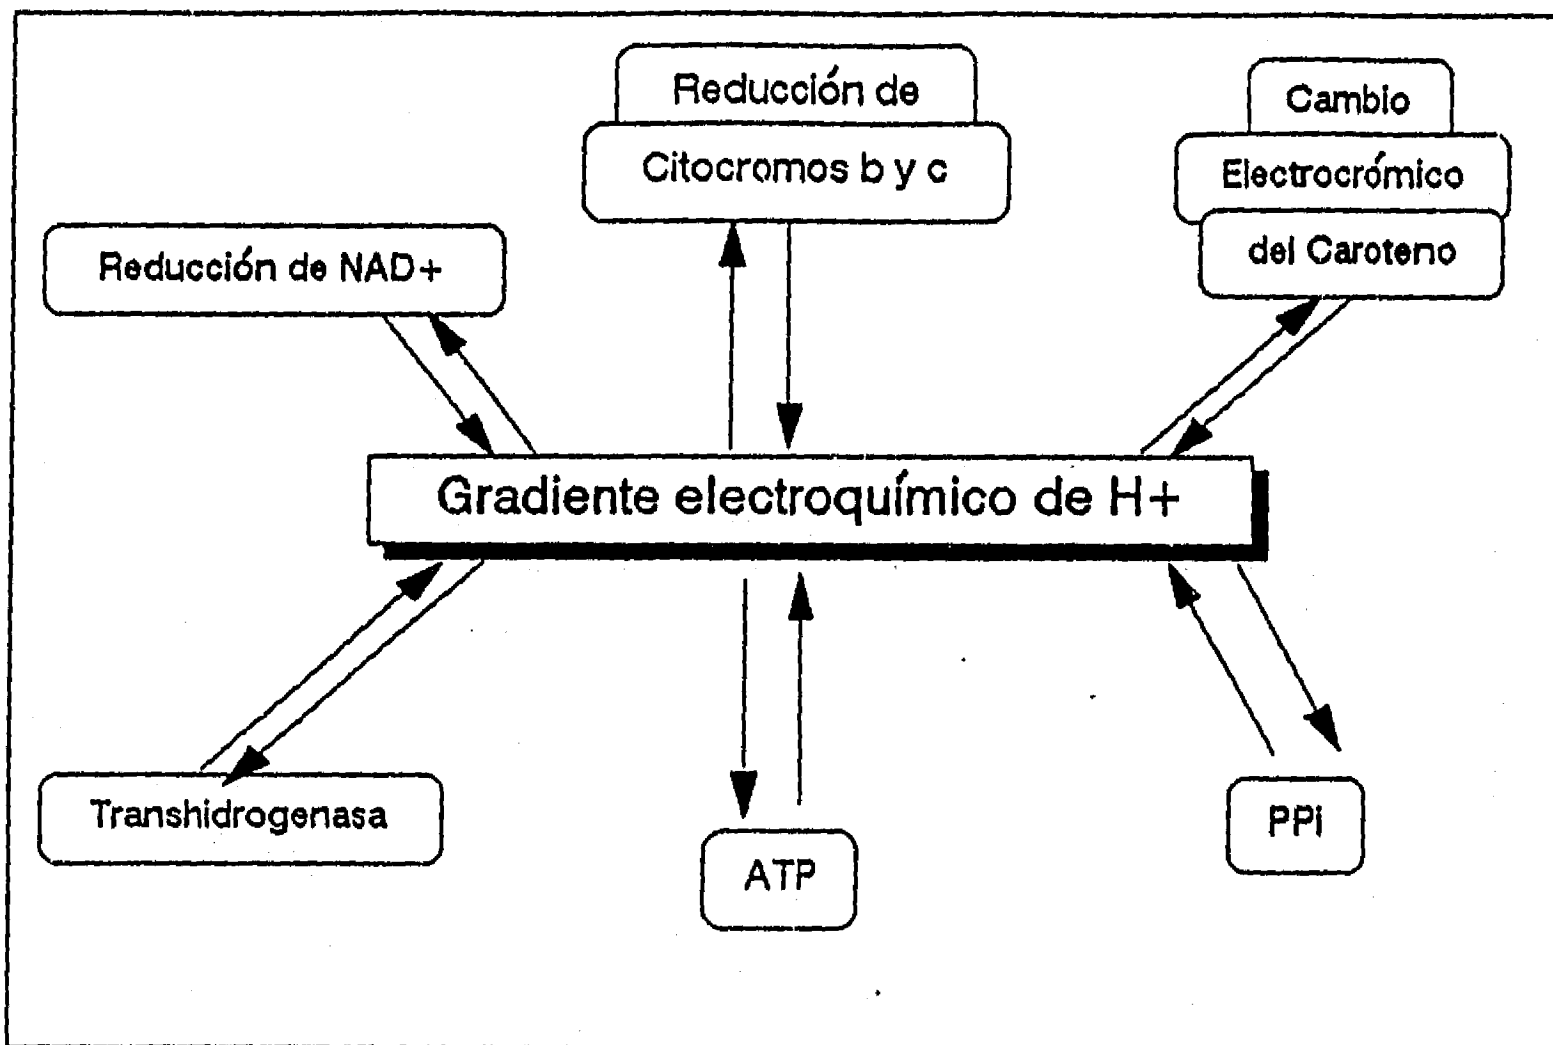 Reducción de
Citocromos b y c
Cambio
Electrocrómico
del Caroteno
Reducción de NAD+
Gradiente electroquímico de H+
Transhidrogenasa
ATP
PPi